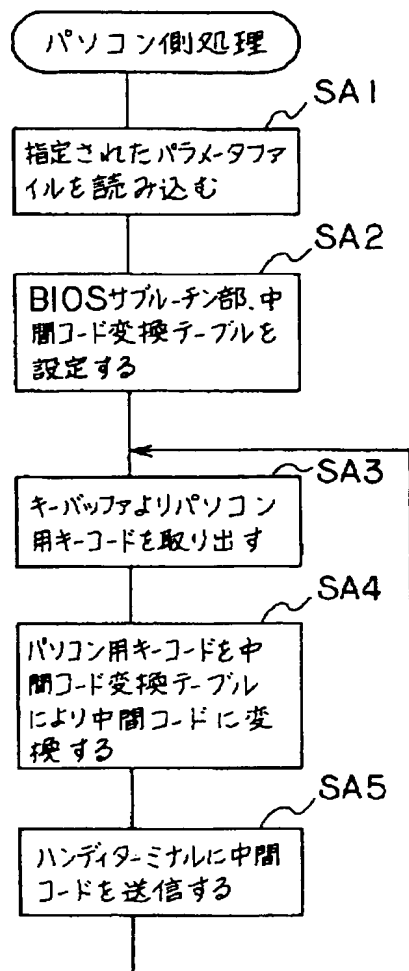 パソコン側処理
SA1
指定されたパラメータファ
イルを読み込む
SA2
BIOSサブルーチン部、中
間コード変換テーブルを
設定する
SA3
キーバッファよりパソコン
用キーコードを取り出す
SA4
パソコン用キーコードを中
間コード変換テーブル
により中間コードに変
換する
SA5
ハンディターミナルに中間
コードを送信する